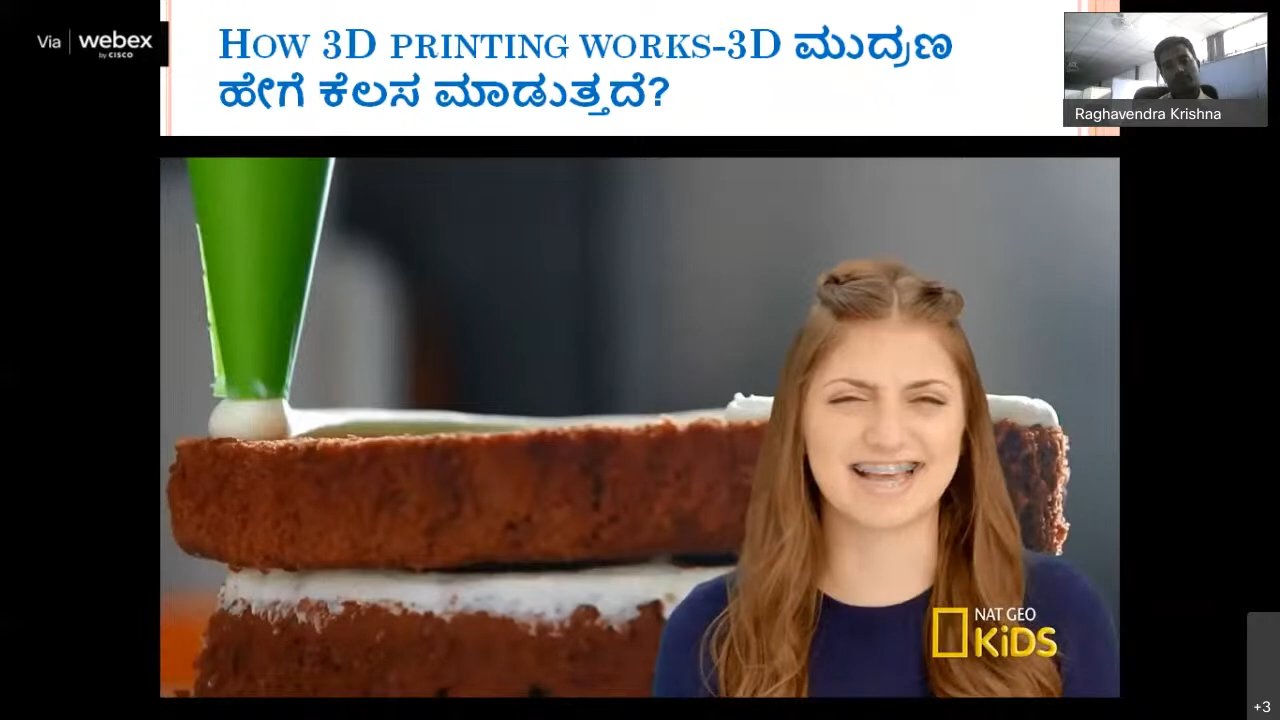 Via webex
by CISCO
HOW 3D PRINTING WORKS-3D ಮುದ್ರಣ
ಹೇಗೆ ಕೆಲಸ ಮಾಡುತ್ತದೆ?
Raghavendra Krishna
NAT GEO
KiDS
+3